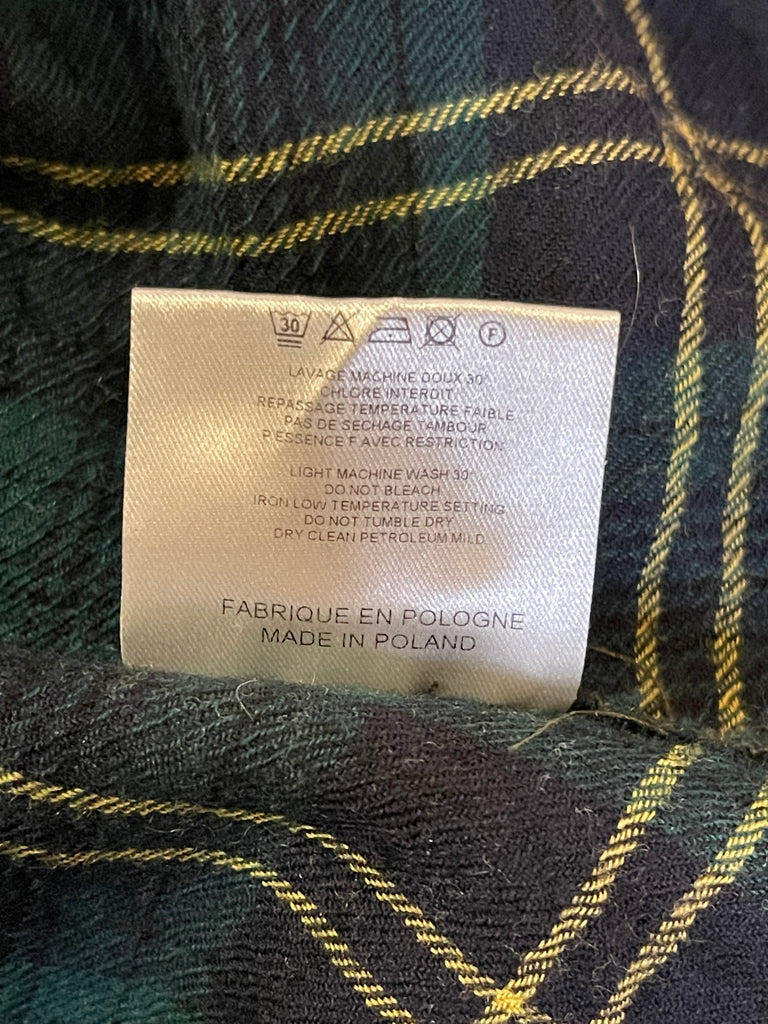 30 F
LAVAGE MACHINE DOUX 30°
CHLORE INTERDIT
REPASSAGE TEMPERATURE FAIBLE
PAS DE SECHAGE TAMBOUR
P.ESSENCE F AVEC RESTRICTION
LIGHT MACHINE WASH 30°
DO NOT BLEACH
IRON LOW TEMPERATURE SETTING
DO NOT TUMBLE DRY
DRY CLEAN PETROLEUM MILD
FABRIQUE EN POLOGNE
MADE IN POLAND